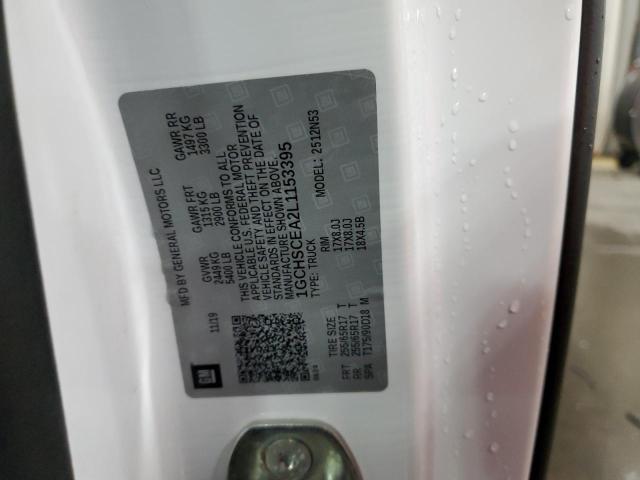 MFD BY GENERAL MOTORS LLC
11/19
GVWR GAWR FRT GAWR RR
2449 KG 1315 KG 1497 KG
5400 LB 2900 LB 3300 LB
THIS VEHICLE CONFORMS TO ALL
APPLICABLE U.S. FEDERAL MOTOR
VEHICLE SAFETY AND THEFT PREVENTION
STANDARDS IN EFFECT ON THE DATE OF
MANUFACTURE SHOWN ABOVE.
1GCHSCEA2L1153395
TYPE: TRUCK MODEL: 2512N53
TIRE SIZE RIM
FRT 255/65R17 T 17X8.0J
RR 255/65R17 T 17X8.0J
SPA T175/90D18 M 18X4.5B
GM